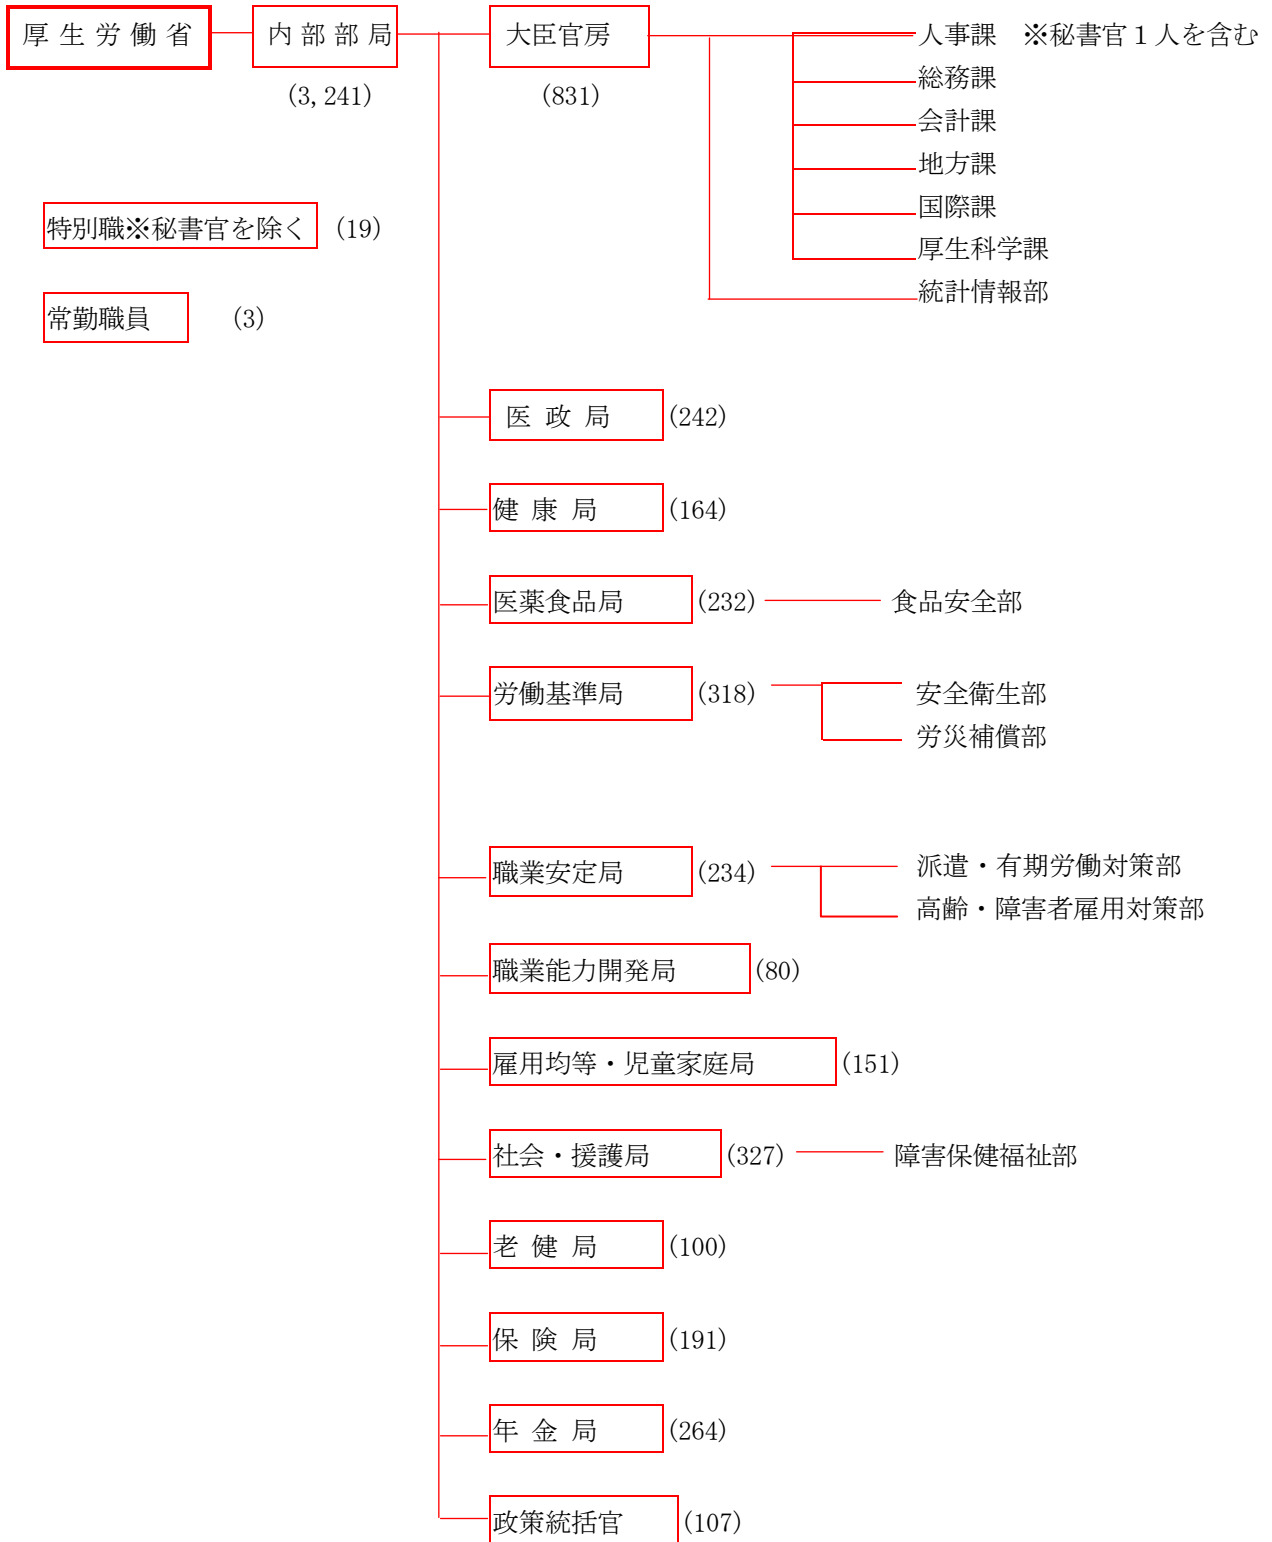 厚生労働省 内部部局 大臣官房 人事課 ※秘書官１人を含む
(3,241) (831)
総務課
会計課
地方課
国際課
厚生科学課
統計情報部
特別職※秘書官を除く (19)
常勤職員 (3)
医政局 (242)
健康局 (164)
医薬食品局 (232) 食品安全部
労働基準局 (318) 安全衛生部
労災補償部
職業安定局 (234) 派遣・有期労働対策部
高齢・障害者雇用対策部
職業能力開発局 (80)
雇用均等・児童家庭局 (151)
社会・援護局 (327) 障害保健福祉部
老健局 (100)
保険局 (191)
年金局 (264)
政策統括官 (107)